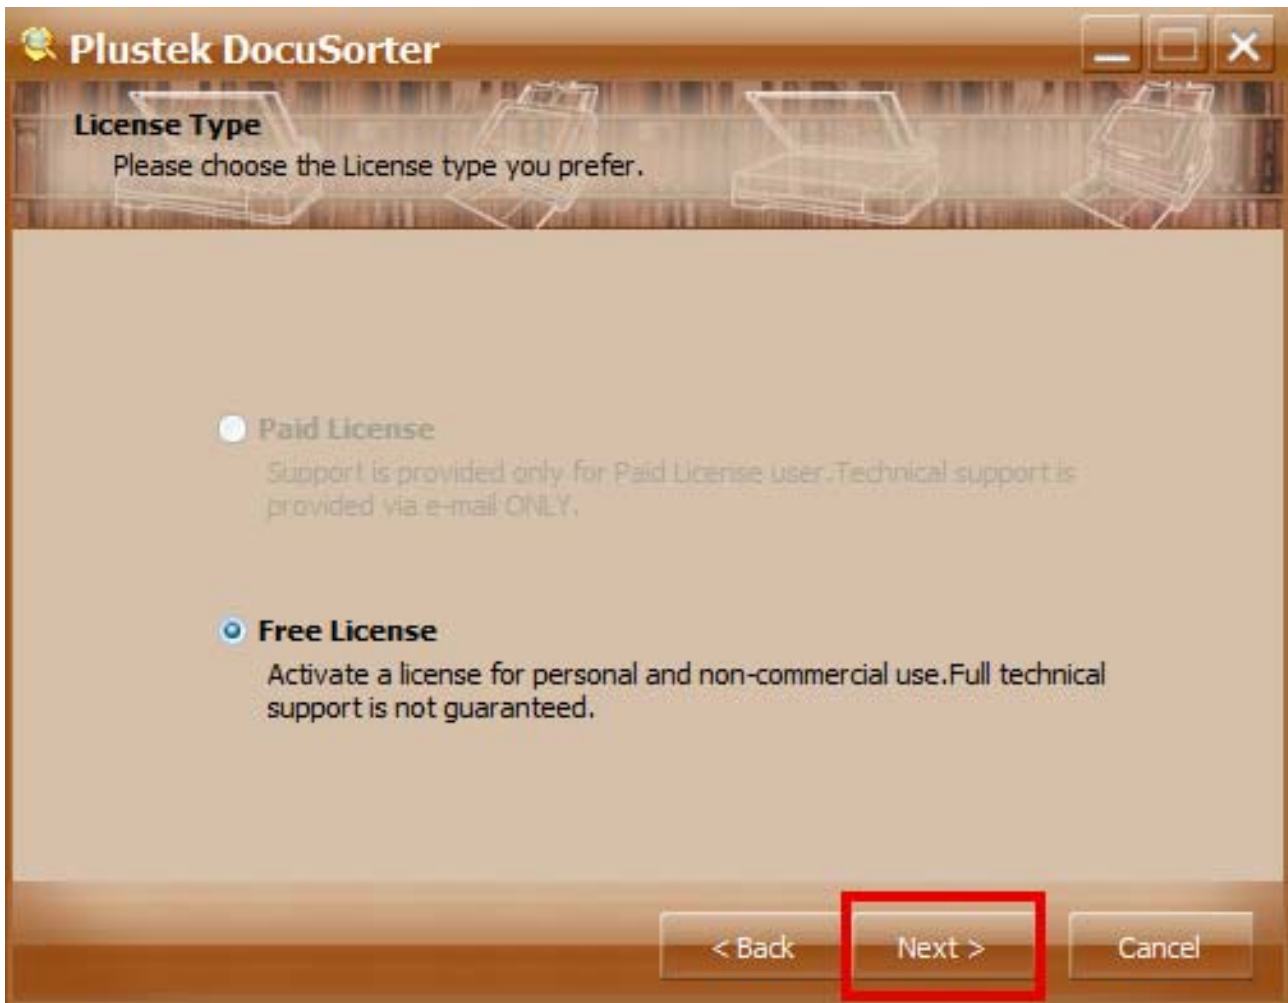 Plustek DocuSorter
License Type
Please choose the License type you prefer.
Paid License
Support is provided only for Paid License user.Technical support is
provided via e-mail ONLY.
Free License
Activate a license for personal and non-commercial use.Full technical
support is not guaranteed.
< Back Next > Cancel